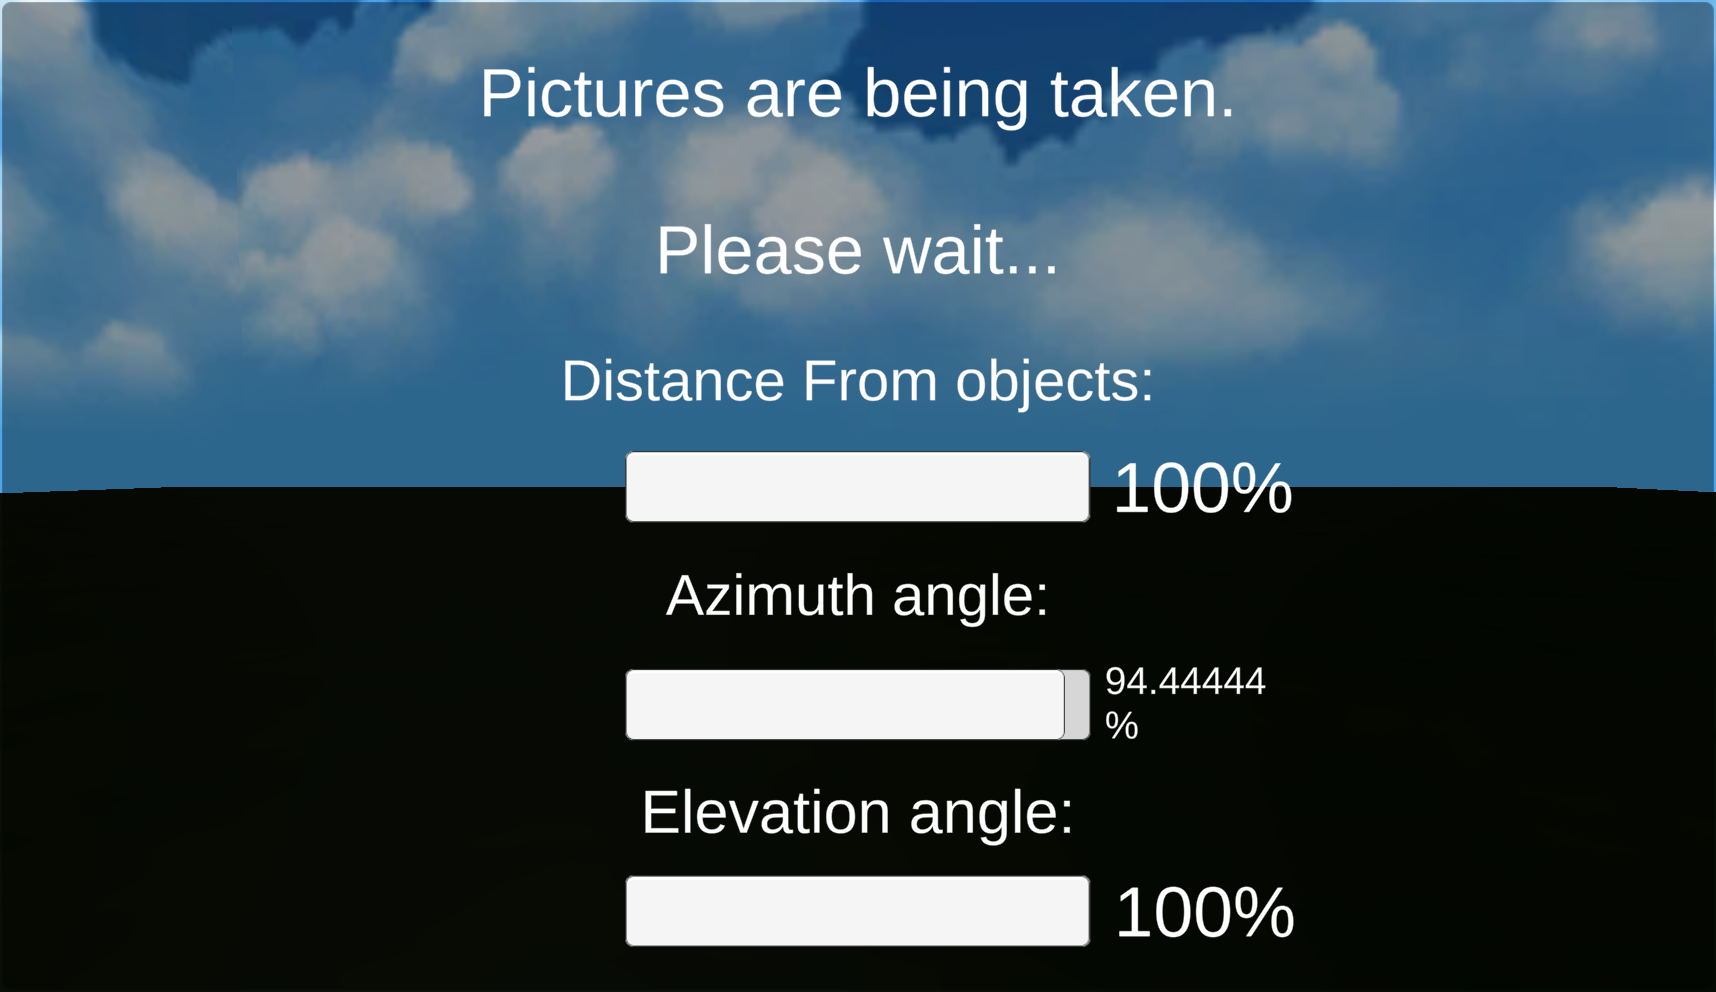 Pictures are being taken.
Please wait...
Distance From objects:
100%
Azimuth angle:
94.44444
%
Elevation angle:
100%